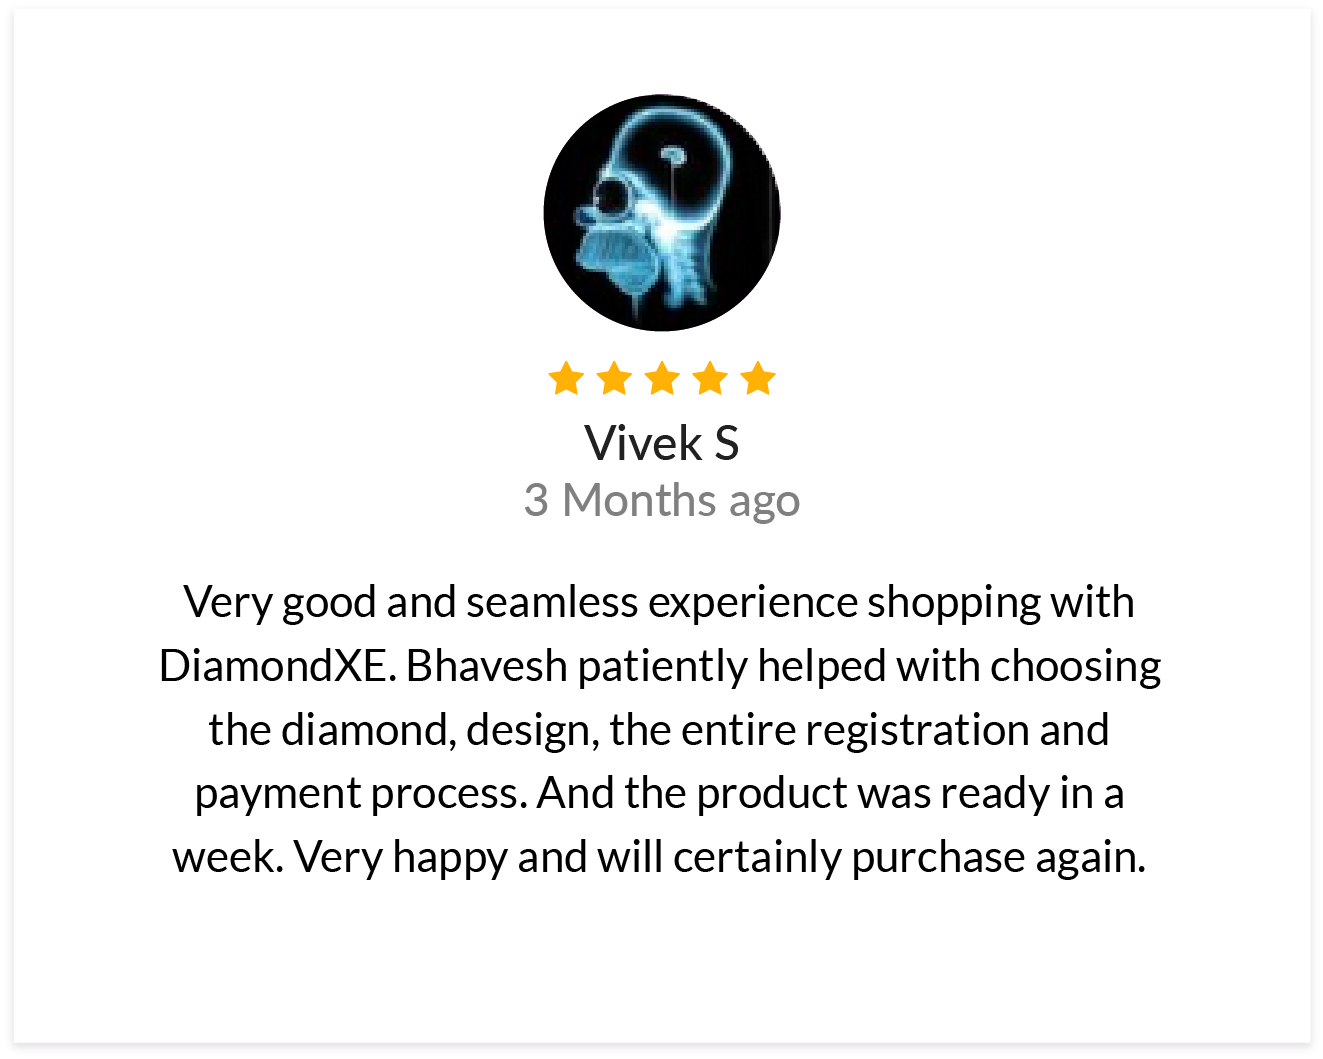 Vivek S
3 Months ago
Very good and seamless experience shopping with
DiamondXE. Bhavesh patiently helped with choosing
the diamond, design, the entire registration and
payment process. And the product was ready in a
week. Very happy and will certainly purchase again.